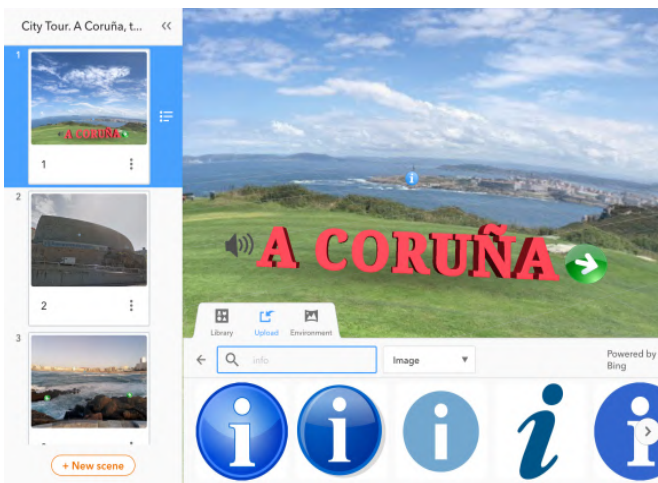 City Tour. A Coruña, t...
<<
1
A CORUÑA
1
2
2
3
+ New scene
A CORUÑA
i
Library
Upload
Environment
info
Image
Powered by
Bing
i
i
i
i
i